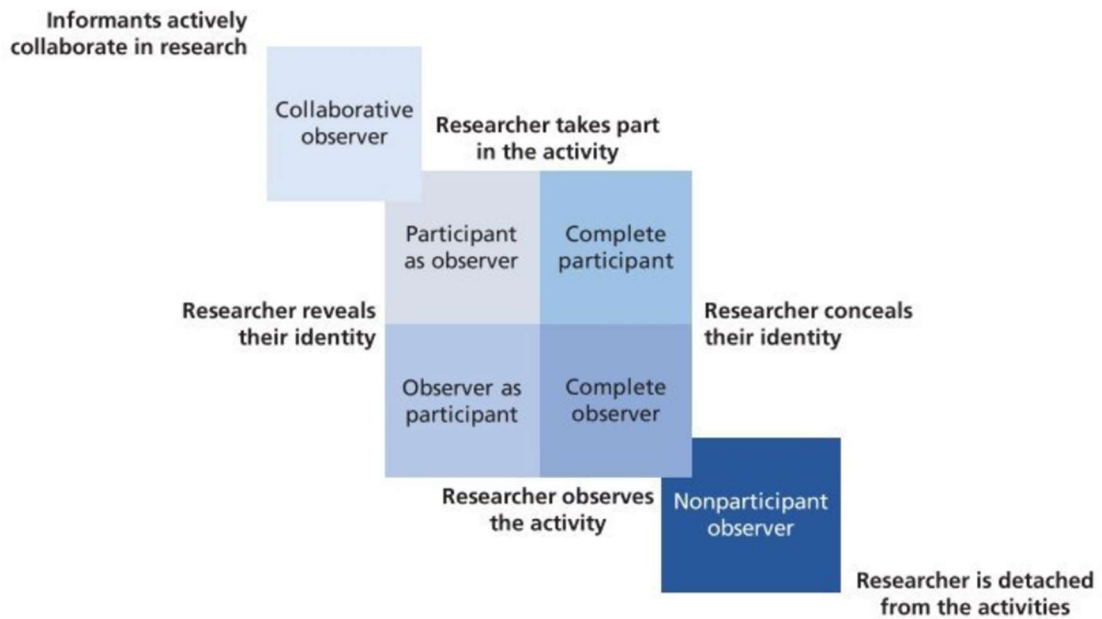 Informants actively
collaborate in research
Collaborative
observer
Researcher takes part
in the activity
Participant
as observer
Complete
participant
Researcher reveals
their identity
Researcher conceals
their identity
Observer as
participant
Complete
observer
Researcher observes
the activity
Nonparticipant
observer
Researcher is detached
from the activities